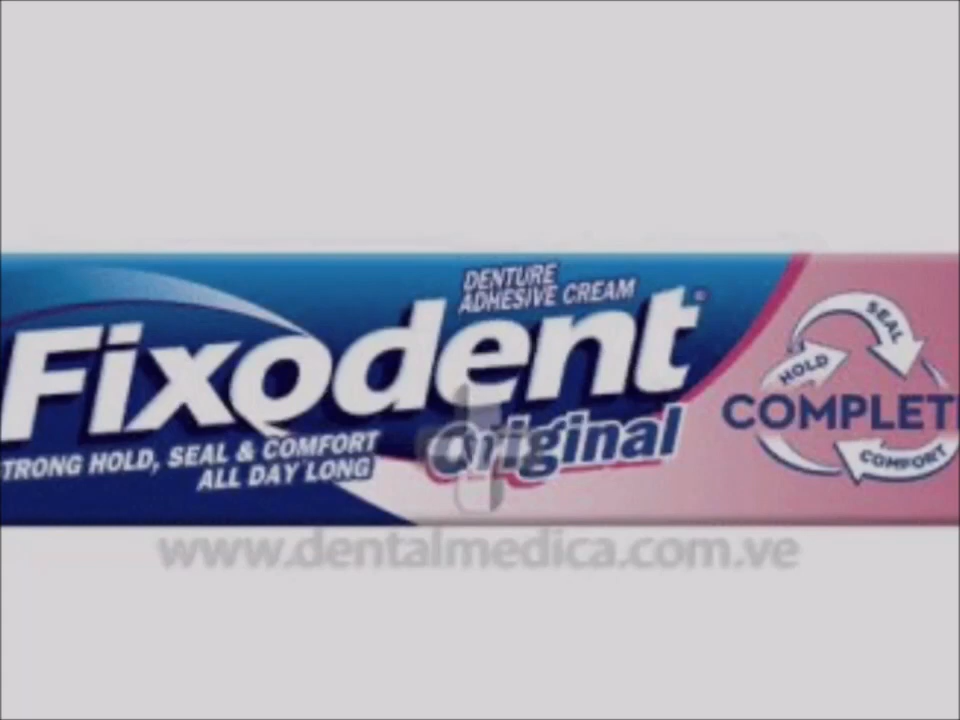 DENTURE
ADHESIVE CREAM
Fixodent
Original
TRONG HOLD, SEAL & COMFORT
ALL DAY LONG
HOLD
SEAL
COMPLET
COMFORT
www.dentalmedica.com.ve